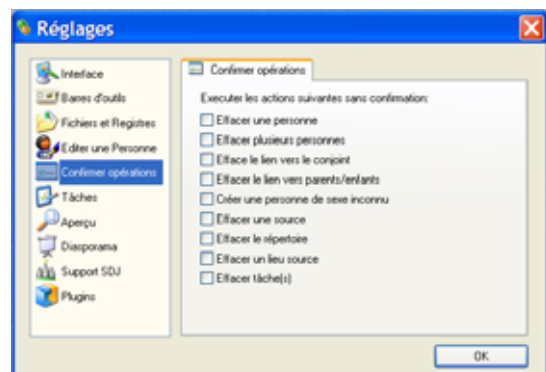 Réglages
Interface
Barres d'outils
Fichiers et Registres
Editer une Personne
Confirmer opérations
Tâches
Aperçu
Diasporama
Support SDJ
Plugins
Confirmer opérations
Executer les actions suivantes sans confirmation:
Effacer une personne
Effacer plusieurs personnes
Efface le lien vers le conjoint
Effacer le lien vers parents/enfants
Créer une personne de sexe inconnu
Effacer une source
Effacer le répertoire
Effacer un lieu source
Effacer tâche(s)
OK